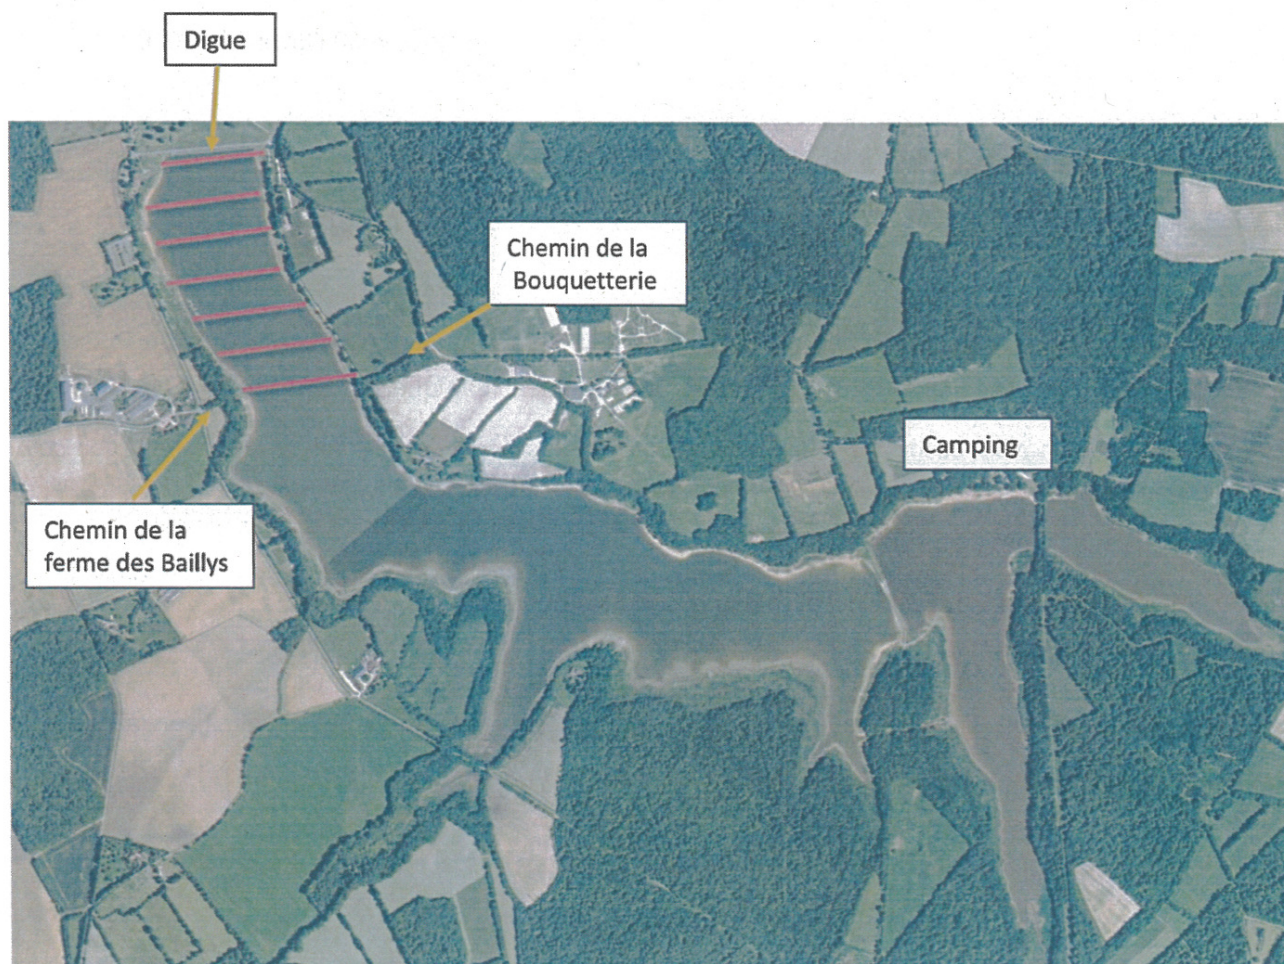 Digue
Chemin de la
Bouquetterie
Camping
Chemin de la
ferme des Baillys